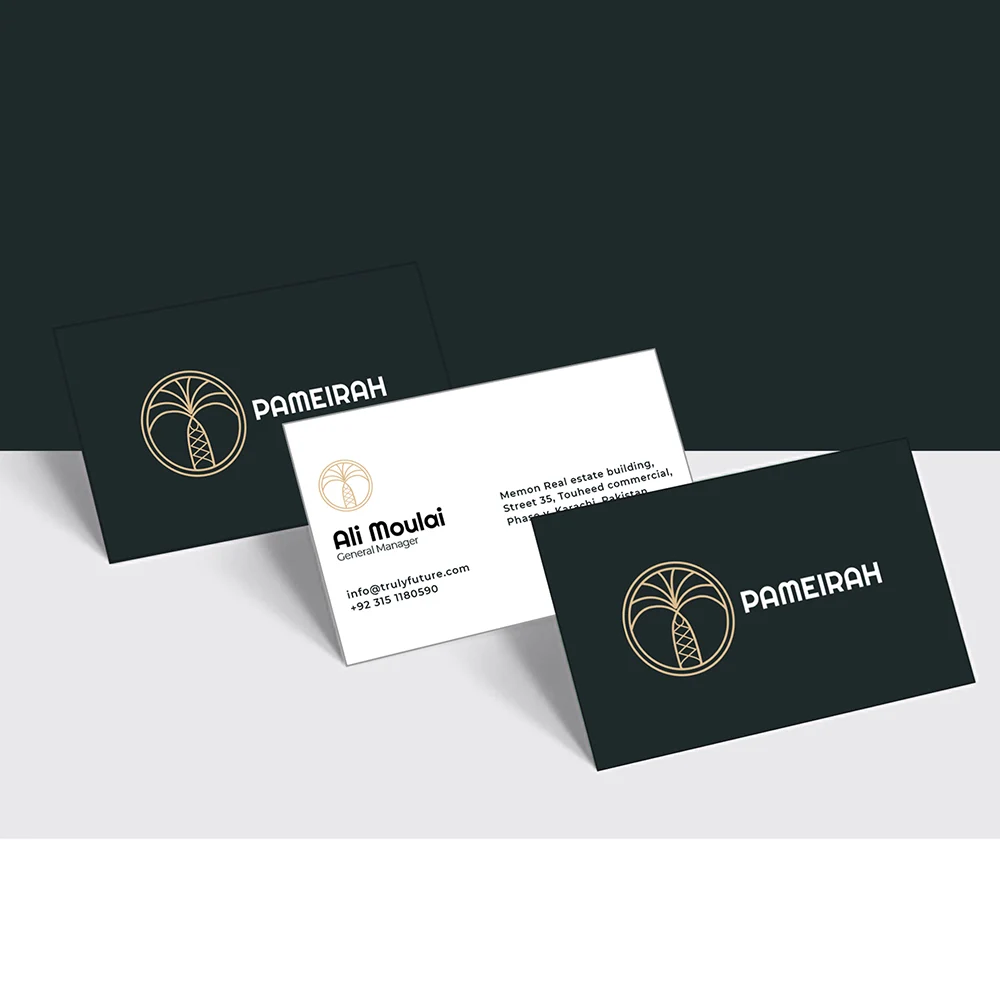 PAMEIRAH
Ali Moulai
General Manager
info@trulyfuture.com
+92 315 1180590
Memon Real estate building,
Street 35, Touheed commercial,
Phase v, Karachi, Pakistan
PAMEIRAH